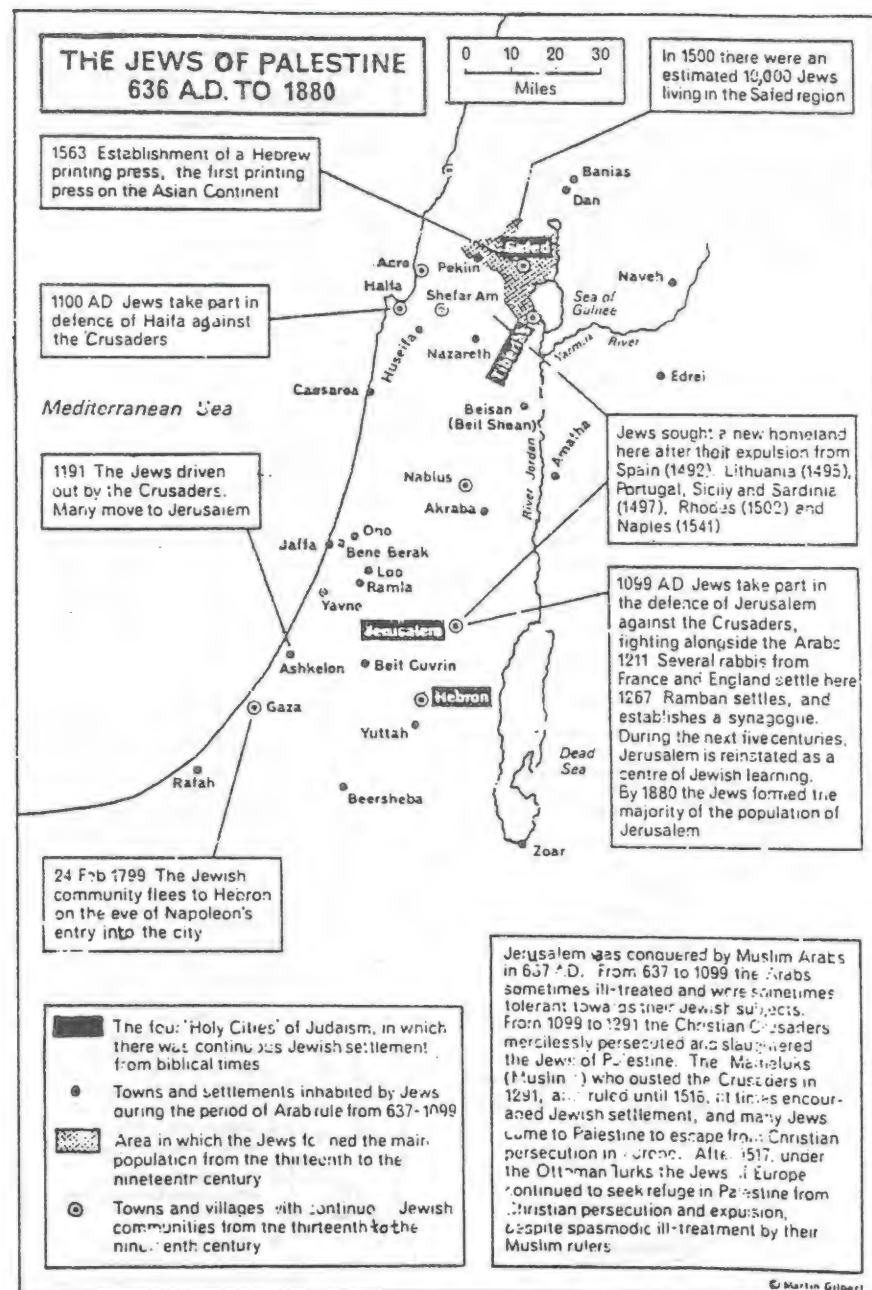 THE JEWS OF PALESTINE
636 A.D. TO 1880
0 10 20 30
Miles
In 1500 there were an
estimated 10,000 Jews
living in the Safed region
1563 Establishment of a Hebrew
printing press, the first printing
press on the Asian Continent
Banias
Dan
Safed
Acre
Pekiin
Naveh
Haifa
Shefar Am
Sea of
Galilee
1100 AD Jews take part in
defence of Haifa against
the Crusaders
Huseifa
Nazareth
Tiberias
Yarmuk River
Edrei
Caesarea
Mediterranean Sea
Beisan
(Beit Shean)
River Jordan
Amatha
Jews sought a new homeland
here after their expulsion from
Spain (1492), Lithuania (1495),
Portugal, Sicily and Sardinia
(1497), Rhodes (1502) and
Naples (1541)
1191 The Jews driven
out by the Crusaders.
Many move to Jerusalem
Nablus
Akraba
Ono
Jaffa
Bene Berak
Ramla
Yavne
Jerusalem
1099 AD Jews take part in
the defence of Jerusalem
against the Crusaders,
fighting alongside the Arabs
1211 Several rabbis from
France and England settle here
1267 Ramban settles, and
establishes a synagogue.
During the next five centuries,
Jerusalem is reinstated as a
centre of Jewish learning.
By 1880 the Jews formed the
majority of the population of
Jerusalem
Ashkelon
Beit Guvrin
Gaza
Hebron
Yuttah
Dead
Sea
Rafah
Beersheba
Zoar
24 Feb 1799 The Jewish
community flees to Hebron
on the eve of Napoleon's
entry into the city
The four 'Holy Cities' of Judaism, in which
there was continuous Jewish settlement
from biblical times
Towns and settlements inhabited by Jews
during the period of Arab rule from 637-1099
Area in which the Jews formed the main
population from the thirteenth to the
nineteenth century
Towns and villages with continuous Jewish
communities from the thirteenth to the
nineteenth century
Jerusalem was conquered by Muslim Arabs
in 637 A.D. From 637 to 1099 the Arabs
sometimes ill-treated and were sometimes
tolerant towards their Jewish subjects.
From 1099 to 1291 the Christian Crusaders
mercilessly persecuted and slaughtered
the Jews of Palestine. The Mameluks
(Muslims) who ousted the Crusaders in
1291, and ruled until 1516, at times encour-
aged Jewish settlement, and many Jews
come to Palestine to escape from Christian
persecution in Europe. After 1517, under
the Ottoman Turks the Jews of Europe
continued to seek refuge in Palestine from
Christian persecution and expulsion,
despite spasmodic ill-treatment by their
Muslim rulers
© Martin Gilbert